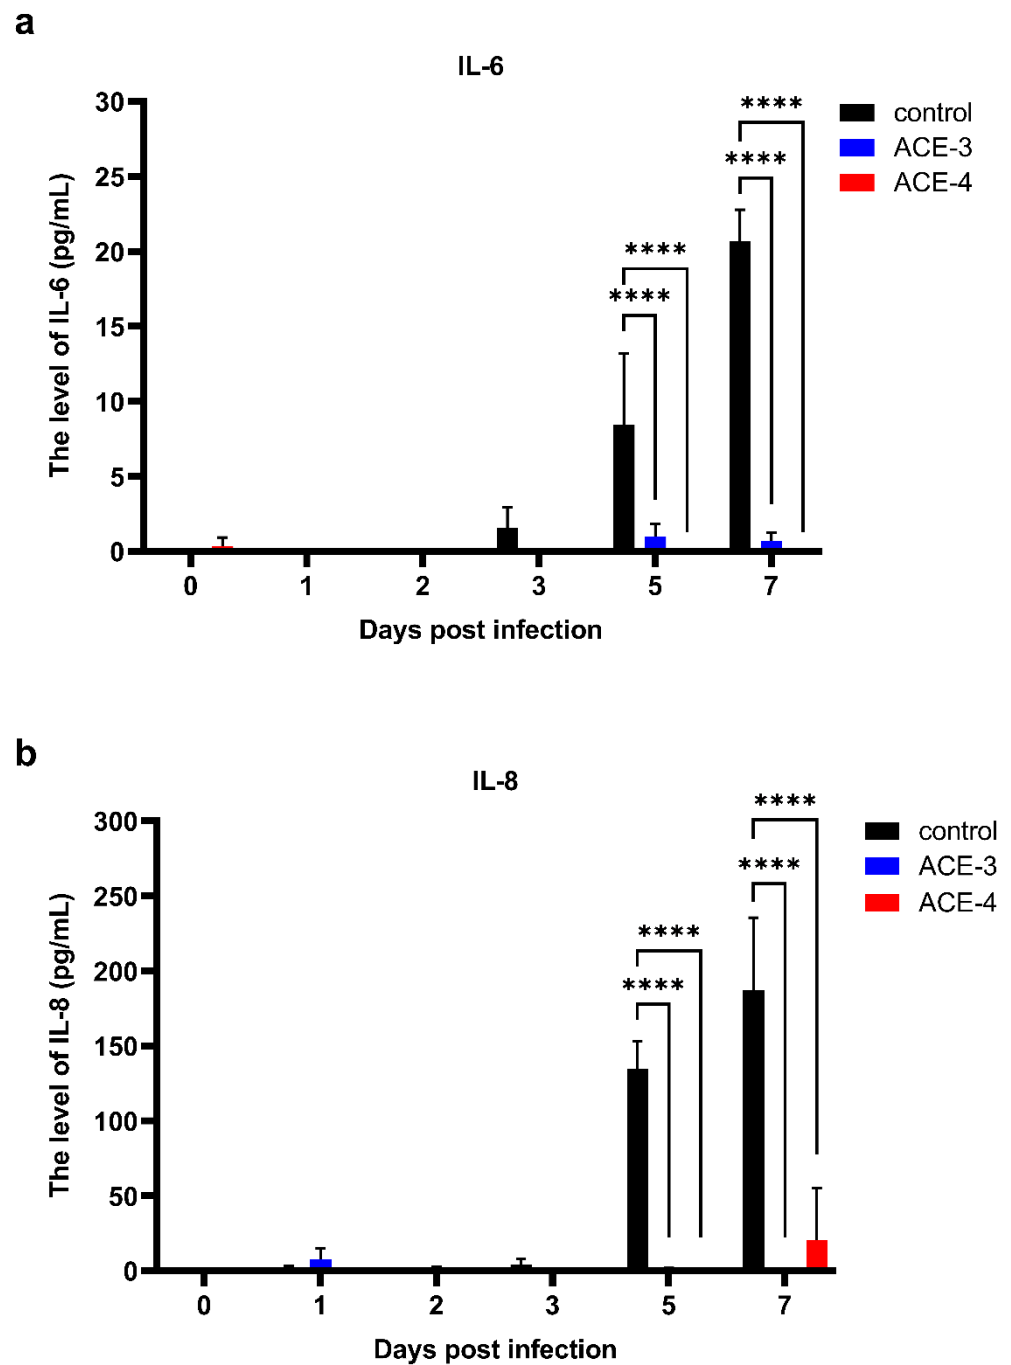 a
IL-6
The level of IL-6 (pg/mL)
30
25
20
15
10
5
0
****
****
****
****
control
ACE-3
ACE-4
0 1 2 3 5 7
Days post infection
b
IL-8
The level of IL-8 (pg/mL)
300
250
200
150
100
50
0
****
****
****
****
control
ACE-3
ACE-4
0 1 2 3 5 7
Days post infection